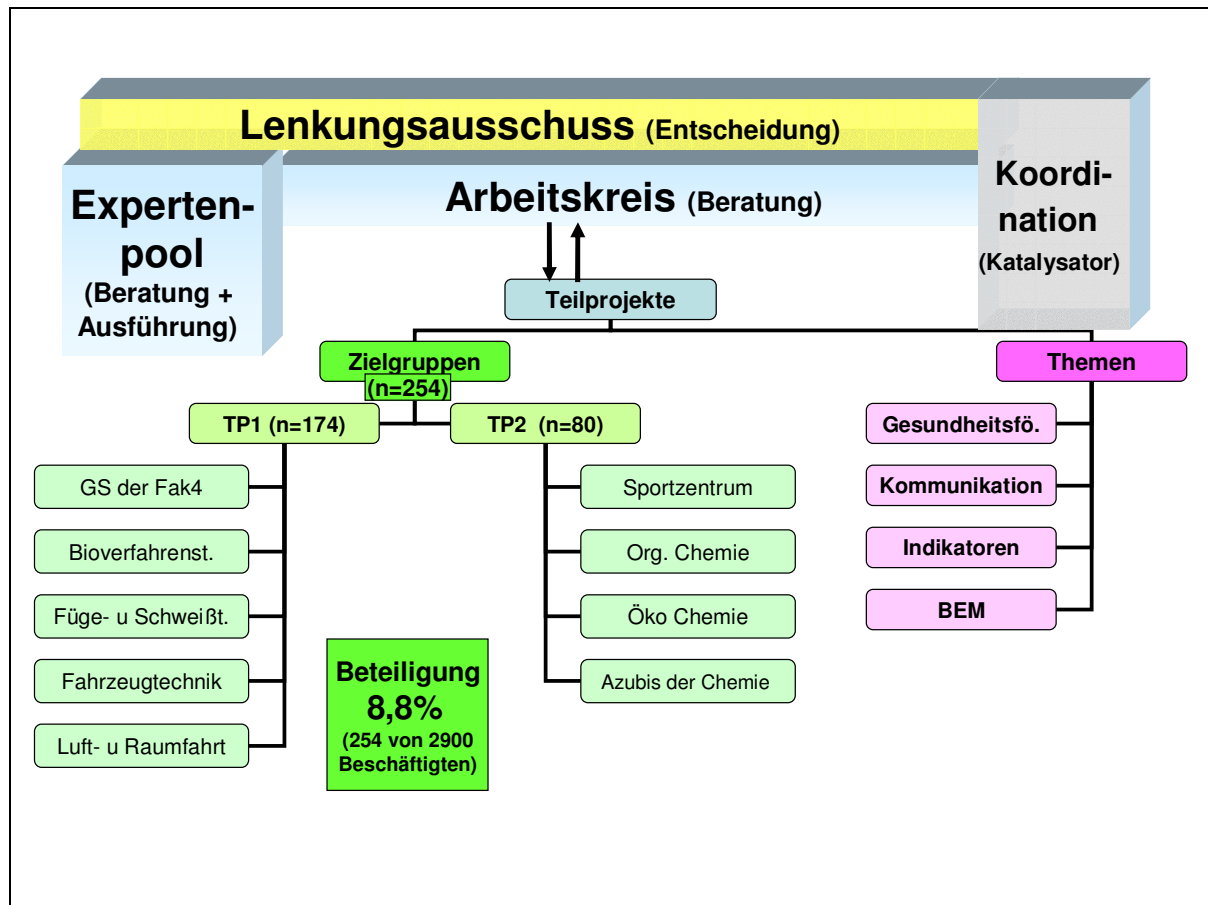 Lenkungsausschuss (Entscheidung)
Experten-
pool
(Beratung +
Ausführung)
Arbeitskreis (Beratung)
Koordi-
nation
(Katalysator)
Teilprojekte
Zielgruppen
(n=254)
Themen
TP1 (n=174)
TP2 (n=80)
GS der Fak4
Bioverfahrenst.
Füge- u Schweißt.
Fahrzeugtechnik
Luft- u Raumfahrt
Sportzentrum
Org. Chemie
Öko Chemie
Azubis der Chemie
Gesundheitsfö.
Kommunikation
Indikatoren
BEM
Beteiligung
8,8%
(254 von 2900
Beschäftigten)